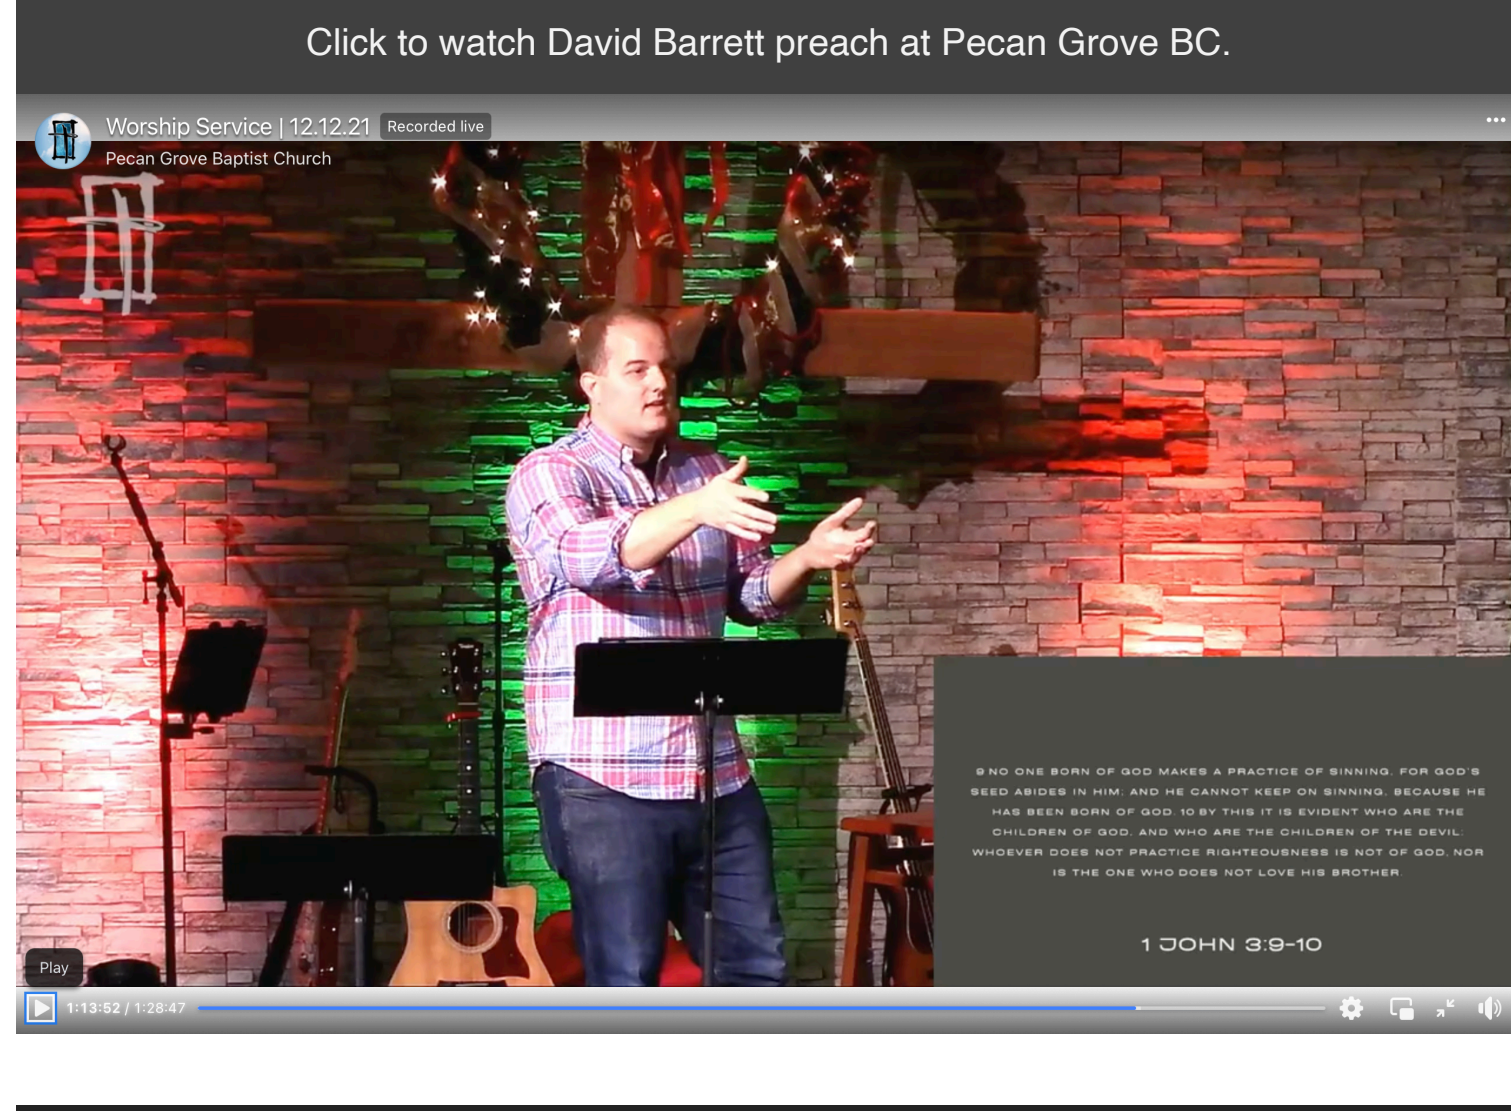 Click to watch David Barrett preach at Pecan Grove BC.
Worship Service | 12.12.21 Recorded live
Pecan Grove Baptist Church
9 NO ONE BORN OF GOD MAKES A PRACTICE OF SINNING, FOR GOD'S
SEED ABIDES IN HIM; AND HE CANNOT KEEP ON SINNING, BECAUSE HE
HAS BEEN BORN OF GOD. 10 BY THIS IT IS EVIDENT WHO ARE THE
CHILDREN OF GOD, AND WHO ARE THE CHILDREN OF THE DEVIL:
WHOEVER DOES NOT PRACTICE RIGHTEOUSNESS IS NOT OF GOD, NOR
IS THE ONE WHO DOES NOT LOVE HIS BROTHER.
1 JOHN 3:9-10
Play
1:13:52 / 1:28:47